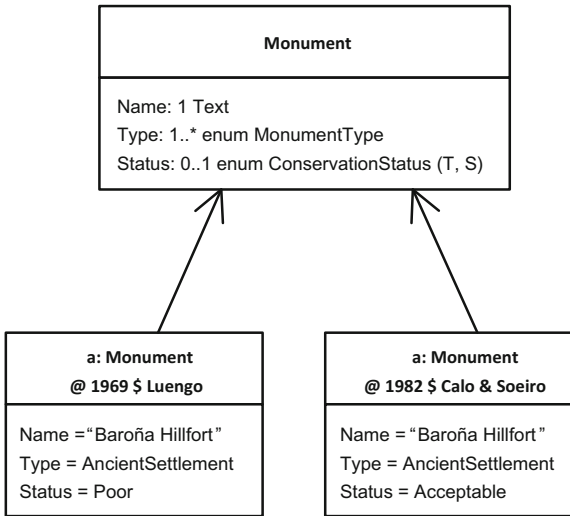 Monument
Name: 1 Text
Type: 1..* enum MonumentType
Status: 0..1 enum ConservationStatus (T, S)
a: Monument
@ 1969 $ Luengo
Name =“Baroña Hillfort”
Type = AncientSettlement
Status = Poor
a: Monument
@ 1982 $ Calo & Soeiro
Name =“Baroña Hillfort”
Type = AncientSettlement
Status = Acceptable